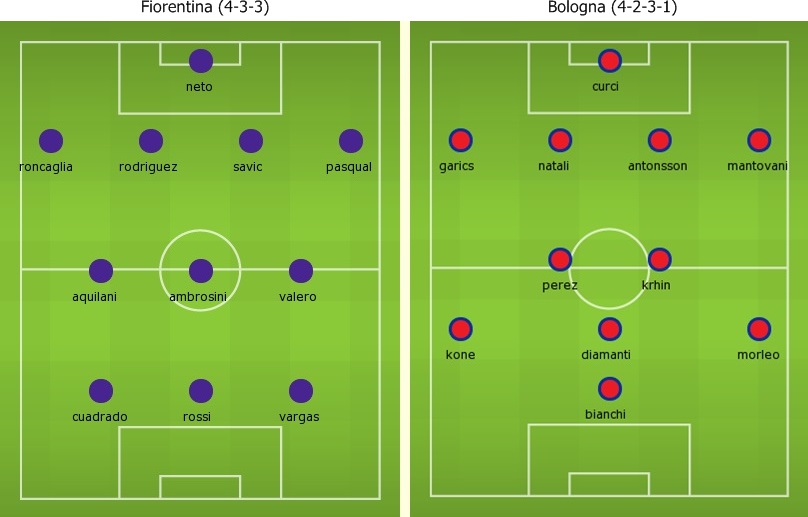 Fiorentina (4-3-3)
neto
roncaglia rodriguez savic pasqual
aquilani ambrosini valero
cuadrado rossi vargas
Bologna (4-2-3-1)
curci
garics natali antonsson mantovani
perez krhin
kone diamanti morleo
bianchi